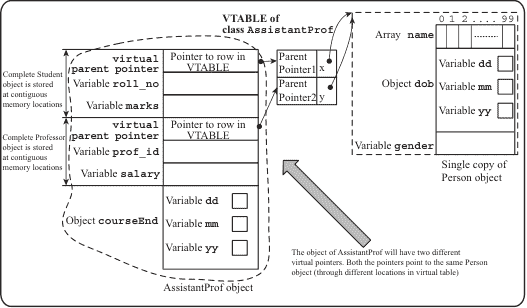 VTABLE of
class AssistantProf
0 1 2 ..... 99
Array name
.........
Variable dd
Object dob
Variable mm
Variable yy
Variable gender
Single copy of
Person object
Parent
Pointer1 x
Parent
Pointer2 y
virtual
parent pointer
Pointer to row in
VTABLE
Variable roll_no
Variable marks
Complete Student
object is stored
at contiguous
memory locations
virtual
parent pointer
Pointer to row in
VTABLE
Variable prof_id
Variable salary
Complete Professor
object is stored
at contiguous
memory locations
Variable dd
Object courseEnd
Variable mm
Variable yy
AssistantProf object
The object of AssistantProf will have two different
virtual pointers. Both the pointers point to the same Person
object (through different locations in virtual table)